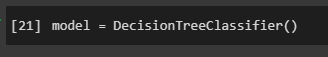 [21] model = DecisionTreeClassifier()